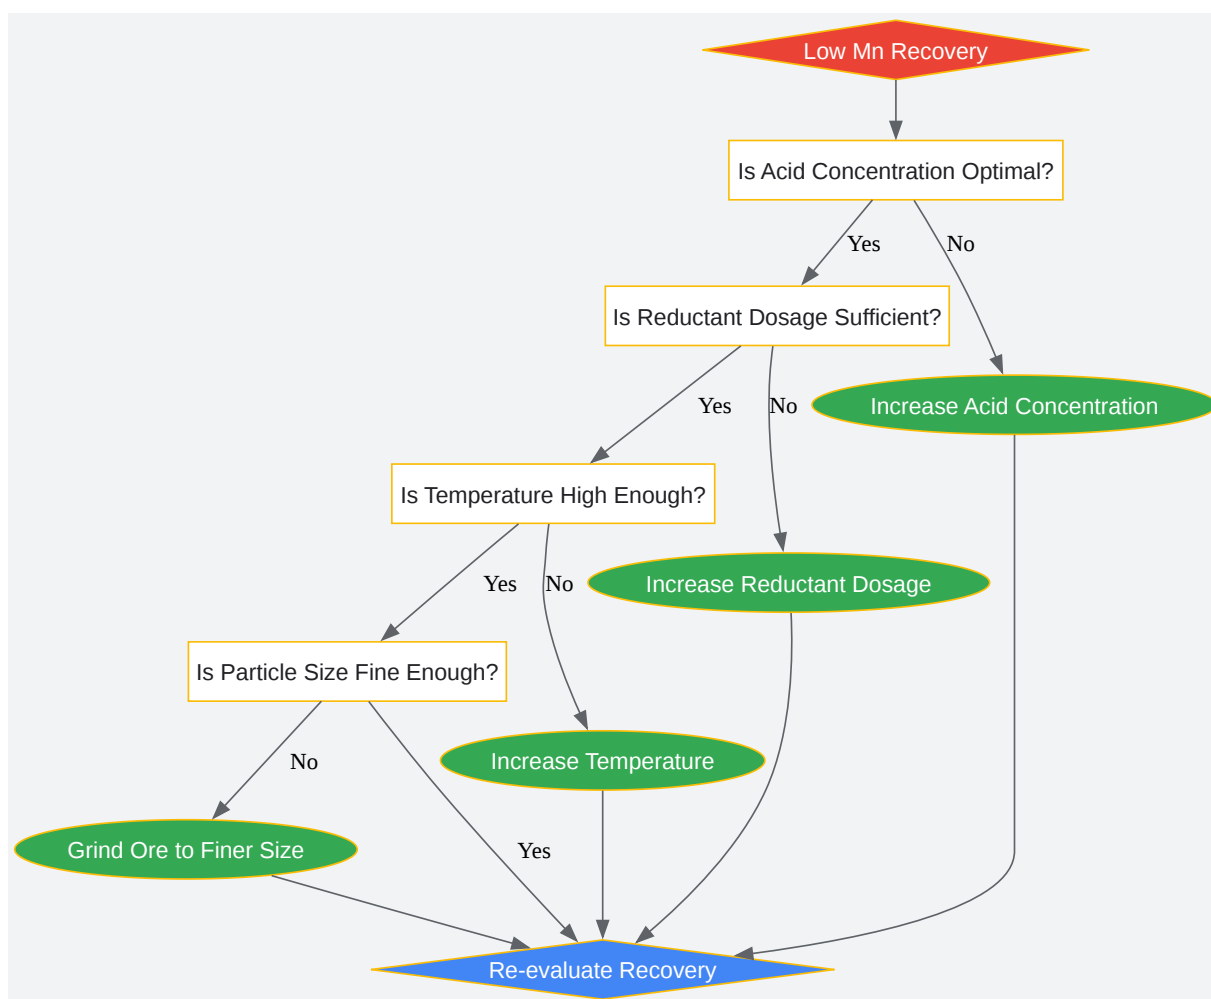 Low Mn Recovery
Is Acid Concentration Optimal?
Yes
No
Is Reductant Dosage Sufficient?
Yes
No
Increase Acid Concentration
Is Temperature High Enough?
Yes
No
Increase Reductant Dosage
Is Particle Size Fine Enough?
No
Increase Temperature
Grind Ore to Finer Size
Yes
Re-evaluate Recovery